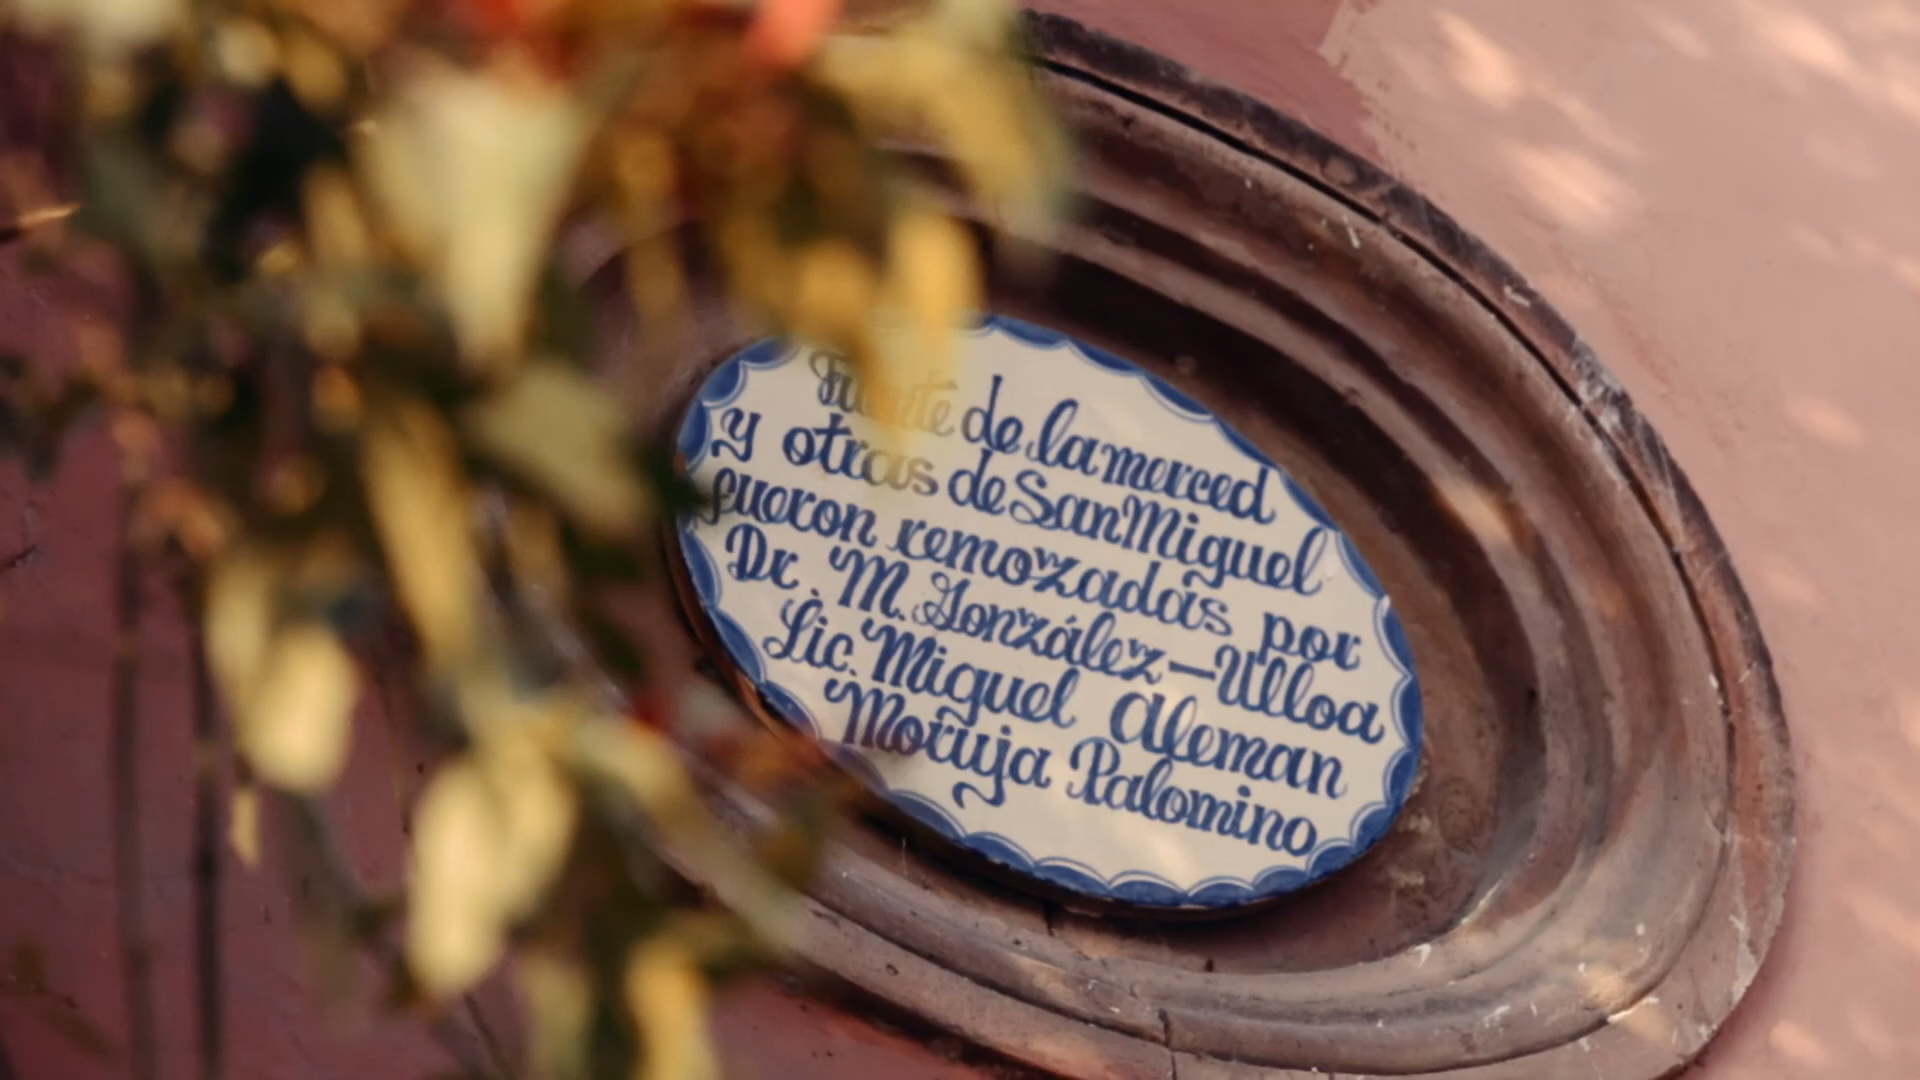 Fuente de la merced
y otras de San Miguel
fueron remozadas por
Dr. M. González-Ulloa
Lic. Miguel Aleman
Moruja Palomino